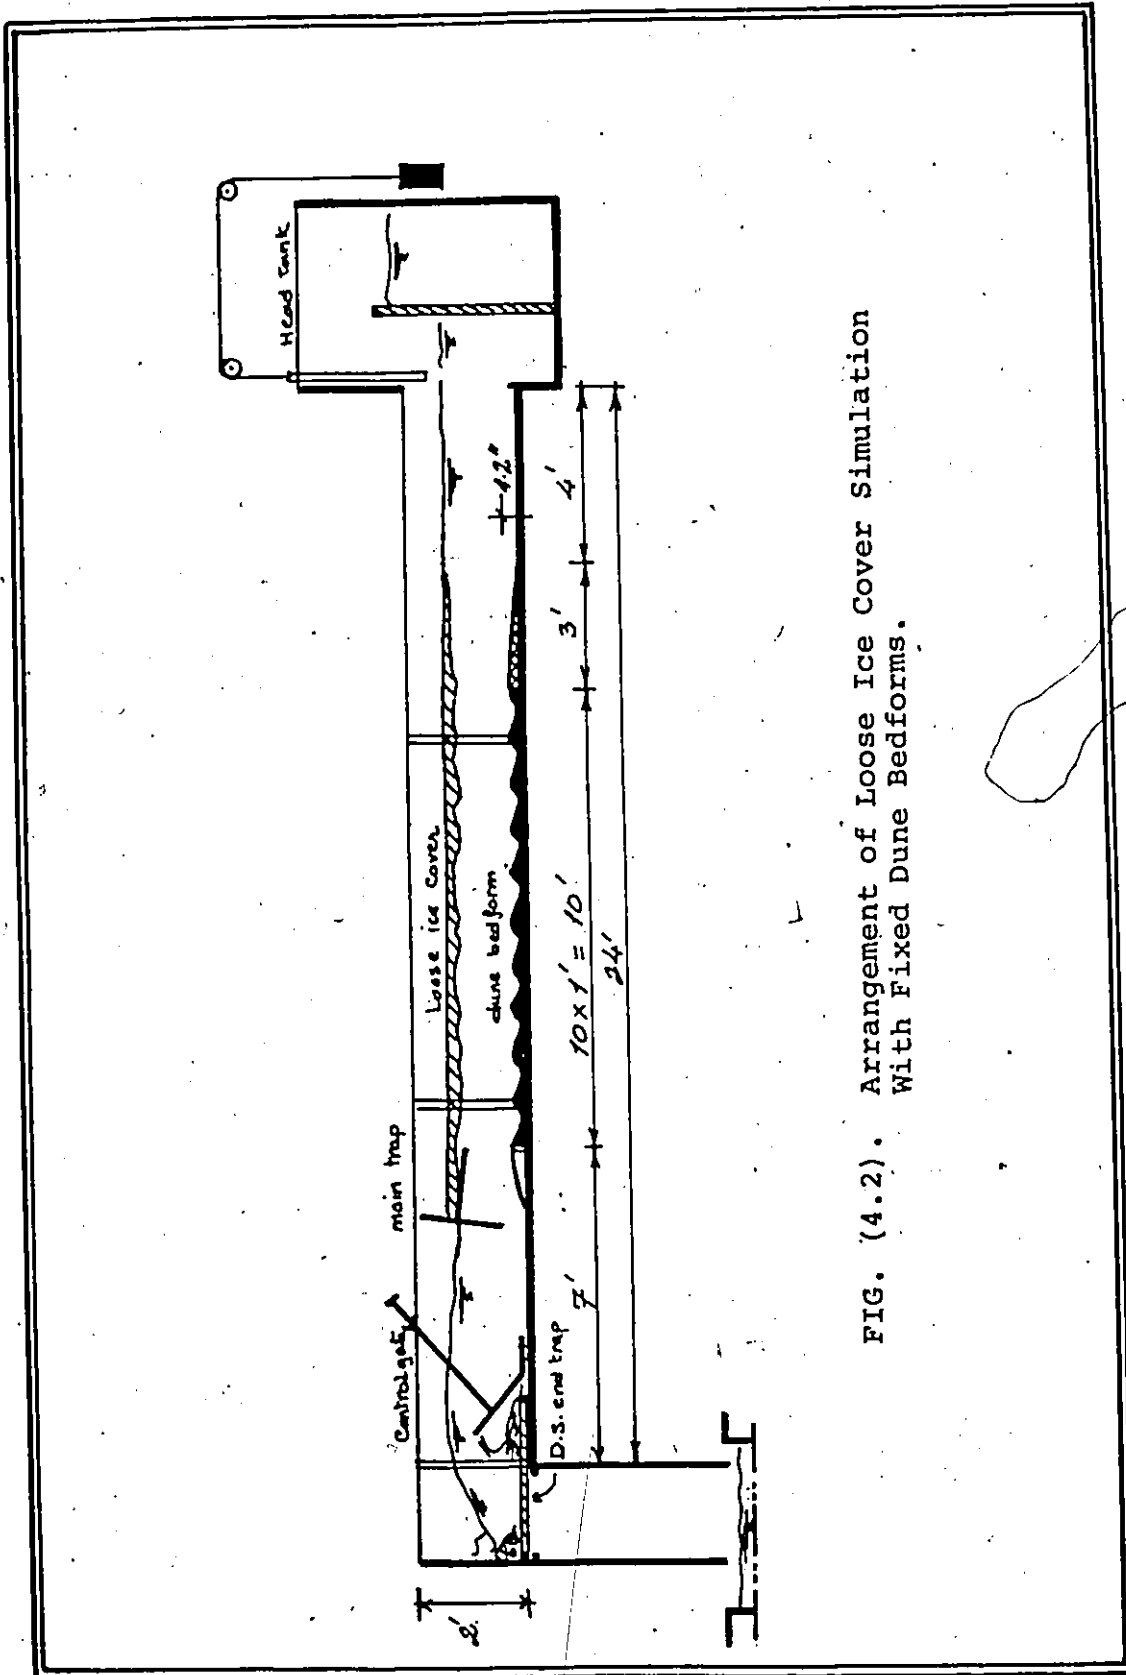 Head tank
main trap
Loose ice cover
Control gat
dune bedform
4.2"
D.S. end trap
2'
7'
10 x 1' = 10'
3'
4'
24'
FIG. (4.2). Arrangement of Loose Ice Cover Simulation
With Fixed Dune Bedforms.